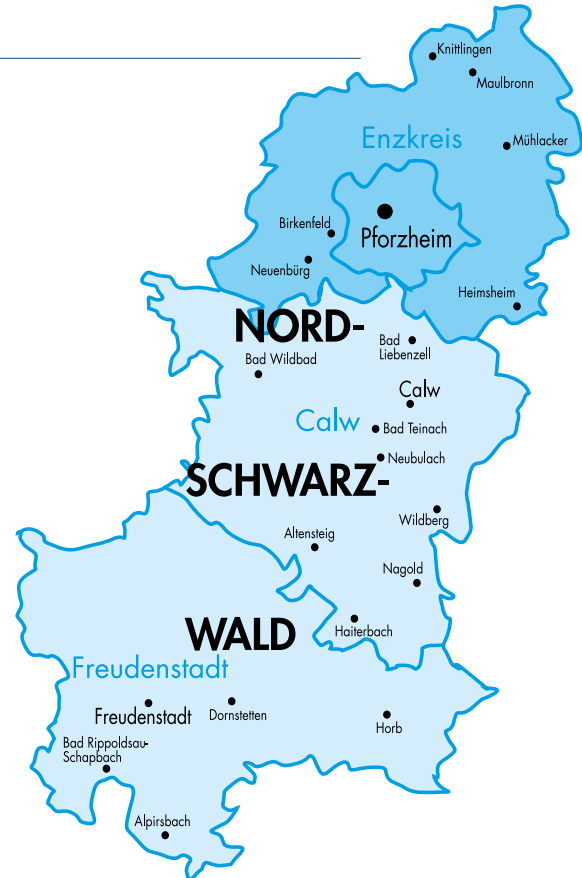 Knittlingen
Maulbronn
Enzkreis
Mühlacker
Birkenfeld
Pforzheim
Neuenbürg
Heimsheim
NORD-
Bad
Liebenzell
Bad Wildbad
Calw
Calw
Bad Teinach
Neubulach
SCHWARZ-
Wildberg
Altensteig
Nagold
WALD
Haiterbach
Freudenstadt
Freudenstadt
Dornstetten
Horb
Bad Rippoldsau-
Schapbach
Alpirsbach